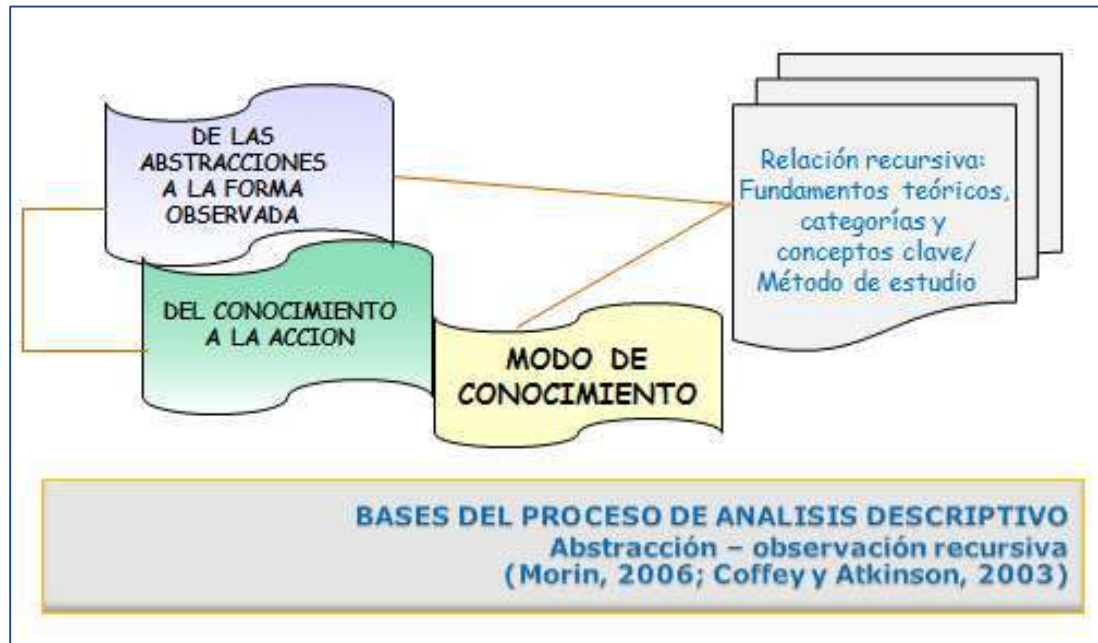 DE LAS
ABSTRACCIONES
A LA FORMA
OBSERVADA
DEL CONOCIMIENTO
A LA ACCION
MODO DE
CONOCIMIENTO
Relación recursiva:
Fundamentos teóricos,
categorías y
conceptos clave/
Método de estudio
BASES DEL PROCESO DE ANALISIS DESCRIPTIVO
Abstracción – observación recursiva
(Morin, 2006; Coffey y Atkinson, 2003)